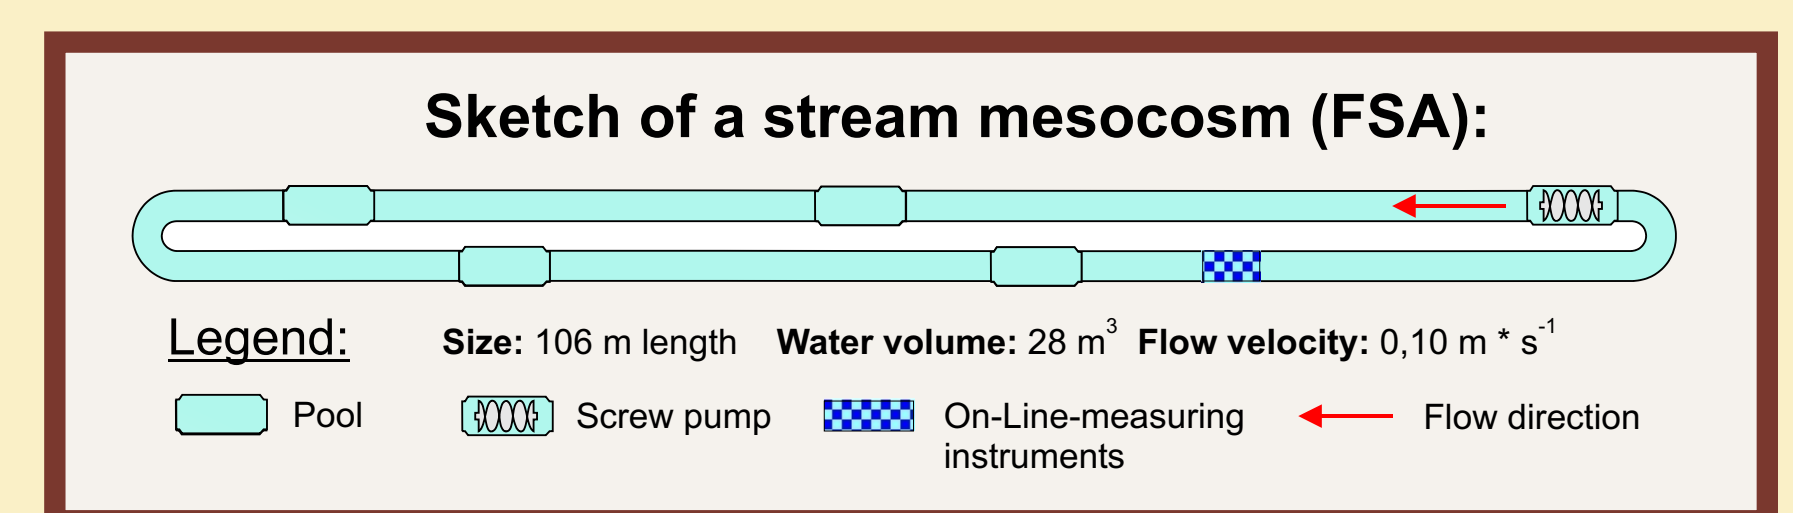 Sketch of a stream mesocosm (FSA):
Legend: Size: 106 m length Water volume: 28 m³ Flow velocity: 0,10 m * s⁻¹
Pool Screw pump On-Line-measuring instruments Flow direction